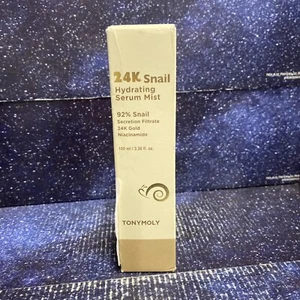 24K Snail
Hydrating
Serum Mist
92% Snail
Secretion Filtrate
24K Gold
Niacinamide
TONYMOLY